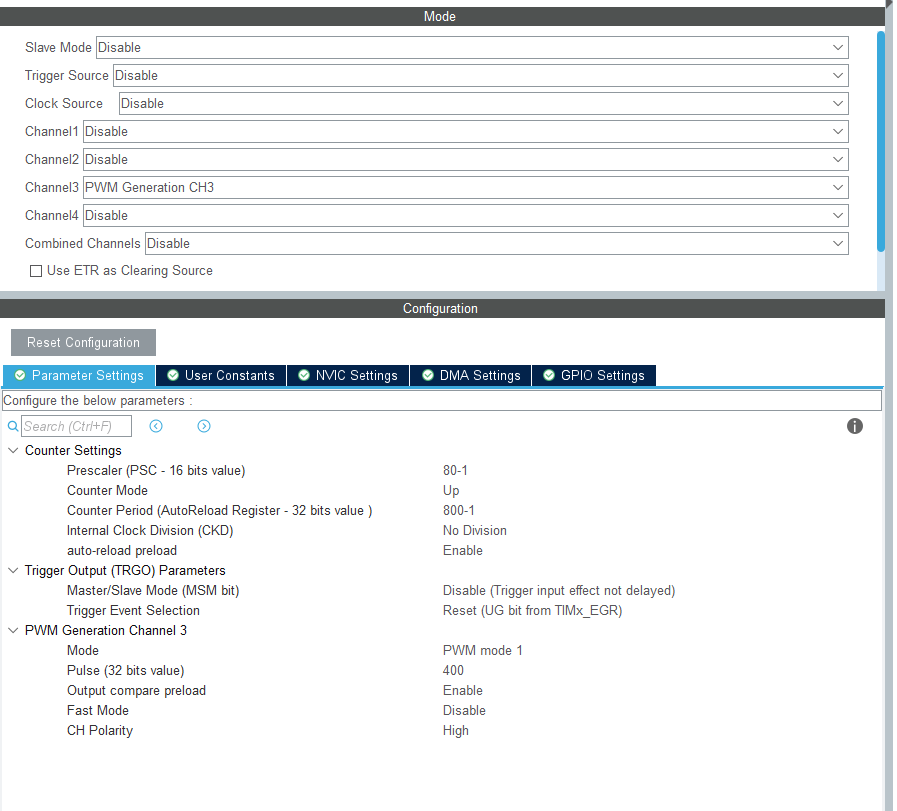 Mode
Slave Mode Disable
Trigger Source Disable
Clock Source Disable
Channel1 Disable
Channel2 Disable
Channel3 PWM Generation CH3
Channel4 Disable
Combined Channels Disable
Use ETR as Clearing Source
Configuration
Reset Configuration
Parameter Settings User Constants NVIC Settings DMA Settings GPIO Settings
Configure the below parameters :
Search (Ctrl+F)
Counter Settings
Prescaler (PSC - 16 bits value) 80-1
Counter Mode Up
Counter Period (AutoReload Register - 32 bits value ) 800-1
Internal Clock Division (CKD) No Division
auto-reload preload Enable
Trigger Output (TRGO) Parameters
Master/Slave Mode (MSM bit) Disable (Trigger input effect not delayed)
Trigger Event Selection Reset (UG bit from TIMx_EGR)
PWM Generation Channel 3
Mode PWM mode 1
Pulse (32 bits value) 400
Output compare preload Enable
Fast Mode Disable
CH Polarity High